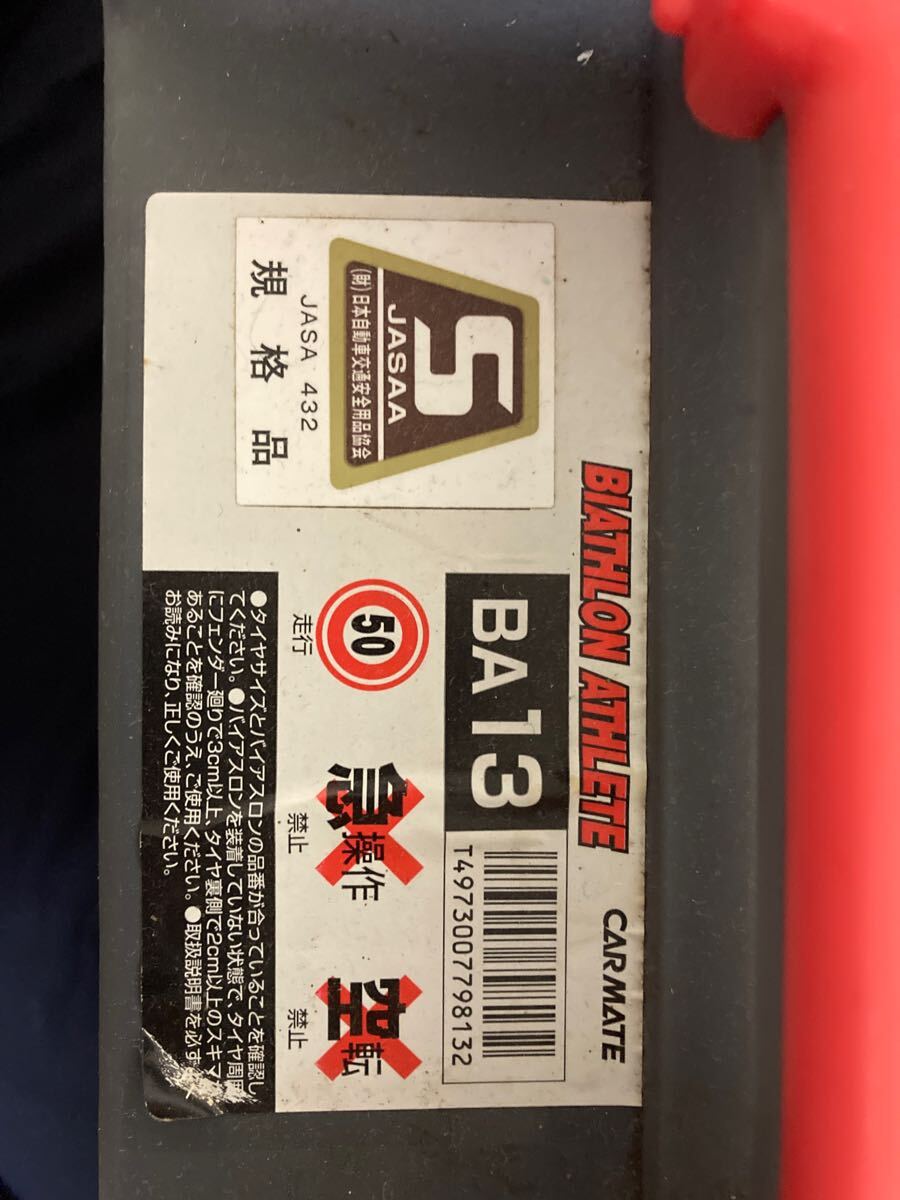 BIATHLON ATHLETE
CARMATE
S
JASAA
(財)日本自動車交通安全用品協会
JASA 432
規格品
BA 13
T4973007798132
50
走行
急操作
禁止
空転
禁止
●タイヤサイズとバイアスロンの品番が合っていることを確認し
てください。●バイアスロンを装着していない状態で、タイヤ周
にフェンダー廻りで3cm以上、タイヤ裏側で2cm以上のスキマ
あることを確認のうえ、ご使用ください。●取扱説明書を必ず
お読みになり、正しくご使用ください。